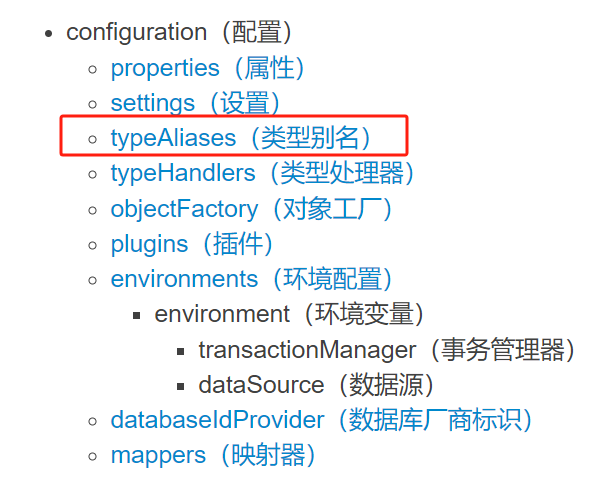 configuration（配置）
properties（属性）
settings（设置）
typeAliases（类型别名）
typeHandlers（类型处理器）
objectFactory（对象工厂）
plugins（插件）
environments（环境配置）
environment（环境变量）
transactionManager（事务管理器）
dataSource（数据源）
databaseIdProvider（数据库厂商标识）
mappers（映射器）